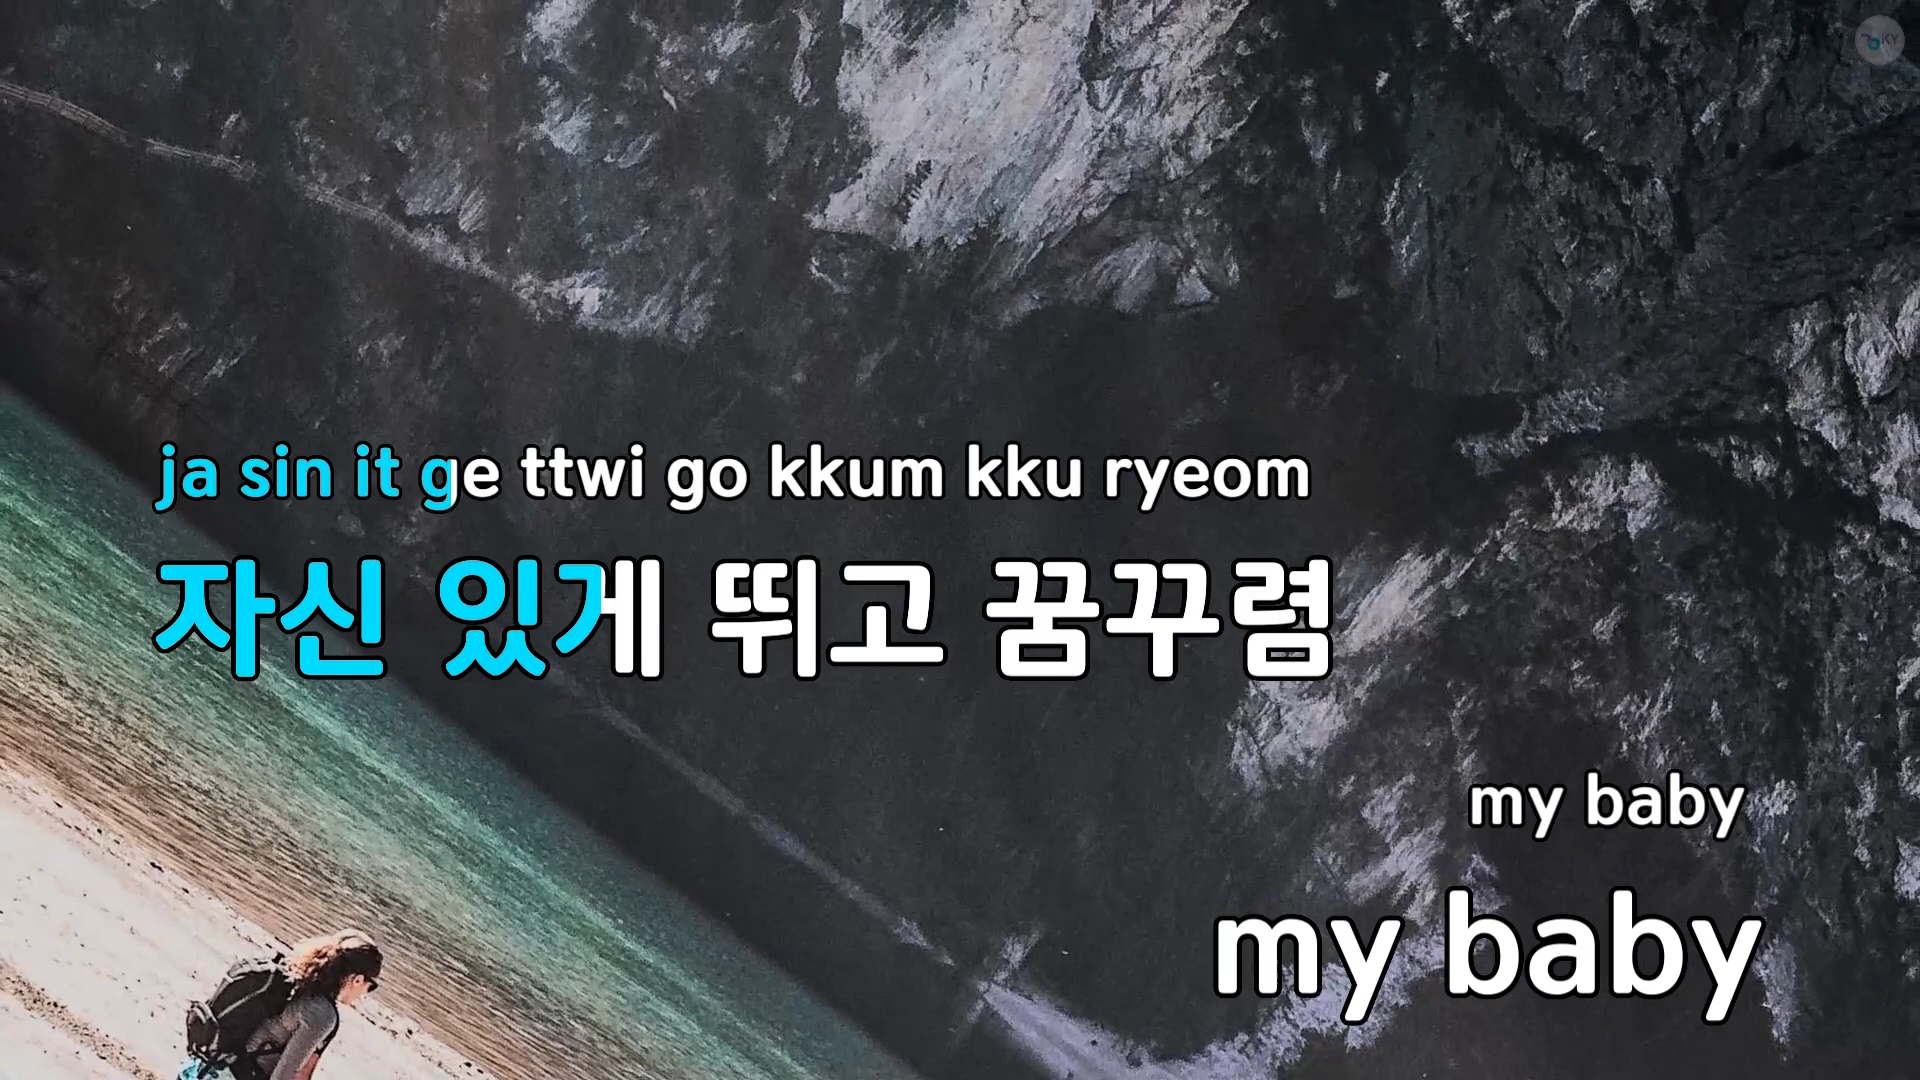 KY
ja sin it ge ttwi go kkum kku ryeom
자신 있게 뛰고 꿈꾸렴
my baby
my baby